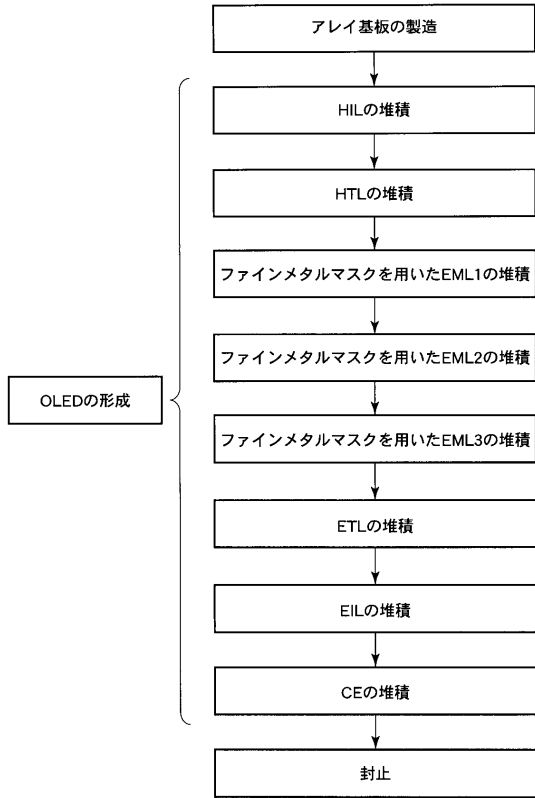 アレイ基板の製造
HILの堆積
HTLの堆積
ファインメタルマスクを用いたEML1の堆積
ファインメタルマスクを用いたEML2の堆積
OLEDの形成
ファインメタルマスクを用いたEML3の堆積
ETLの堆積
EILの堆積
CEの堆積
封止